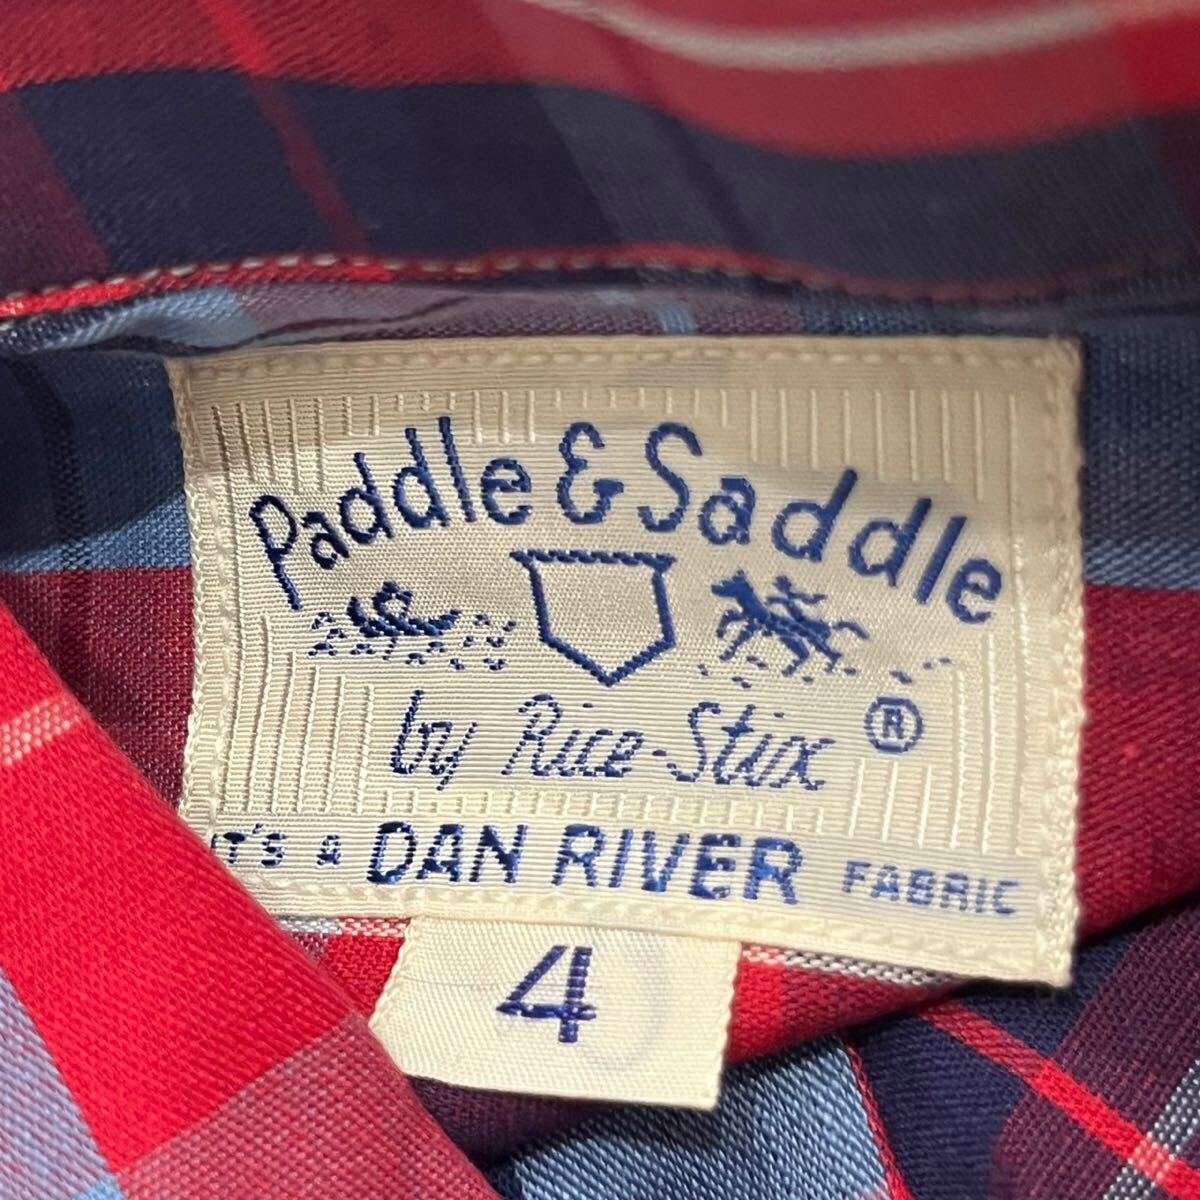 Paddle & Saddle
by Rice-Stix ®
IT'S A DAN RIVER FABRIC
4